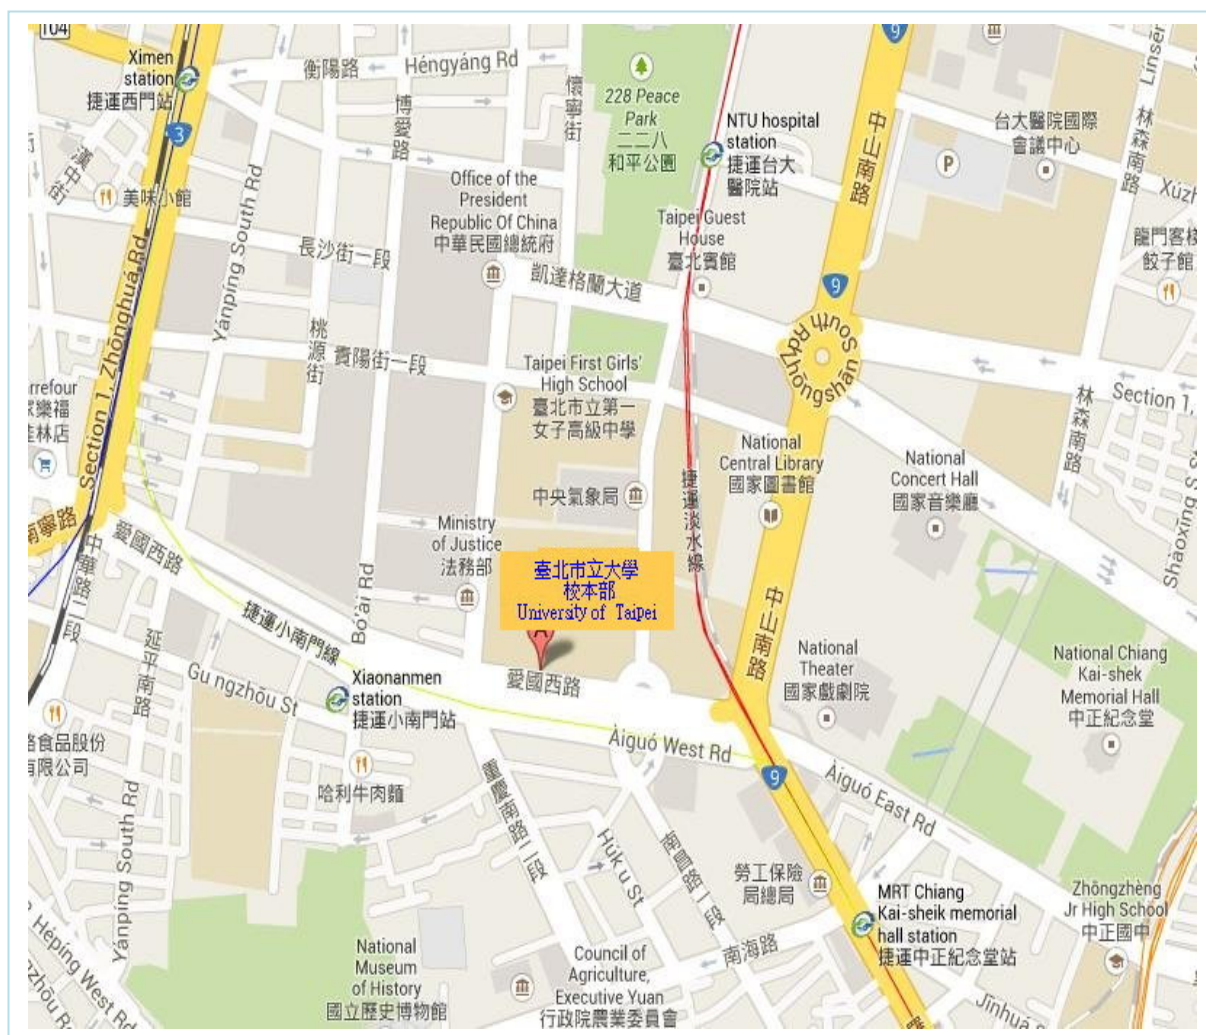 104
Ximen
station
捷運西門站
3
漢中街
美味小館
衡陽路
Héngyáng Rd
博愛路
懷寧街
228 Peace
Park
二二八
和平公園
NTU hospital
station
捷運台大
醫院站
9
中山南路
台大醫院國際
會議中心
P
林森南路
龍門客棧
餃子館
Yánpíng South Rd
Office of the
President
Republic Of China
中華民國總統府
長沙街一段
凱達格蘭大道
Taipei Guest
House
臺北賓館
9
Zhōngshān South Rd
Section 1, Zhōnghuá Rd
桃源街
貴陽街一段
Taipei First Girls'
High School
臺北市立第一
女子高級中學
林森南路
Section 1,
National
Central Library
國家圖書館
National
Concert Hall
國家音樂廳
捷運淡水線
中央氣象局
Ministry
of Justice
法務部
臺北市立大學
校本部
University of Taipei
A
愛國西路
中華路二段
延平南路
Bó'ài Rd
捷運小南門線
Gu ngzhōu St
Xiaonanmen
station
捷運小南門站
愛國西路
Àiguó West Rd
中山南路
National
Theater
國家戲劇院
National Chiang
Kai-shek
Memorial Hall
中正紀念堂
9
Àiguó East Rd
哈利牛肉麵
Yánpíng South Rd
重慶南路二段
Húk u St
南昌路一段
勞工保險
局總局
MRT Chiang
Kai-sheik memorial
hall station
捷運中正紀念堂站
Zhōngzhèng
Jr High School
中正國中
南海路
National
Museum
of History
國立歷史博物館
Council of
Agriculture,
Executive Yuan
行政院農業委員會
Héping West Rd